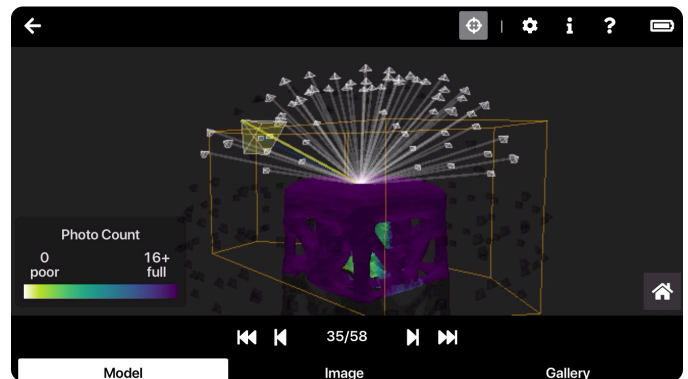 Photo Count
0 16+
poor full
35/58
Model Image Gallery